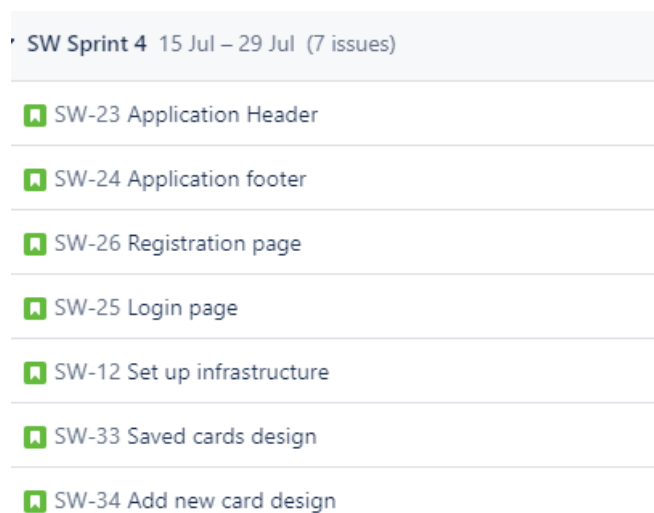 SW Sprint 4 15 Jul – 29 Jul (7 issues)
SW-23 Application Header
SW-24 Application footer
SW-26 Registration page
SW-25 Login page
SW-12 Set up infrastructure
SW-33 Saved cards design
SW-34 Add new card design